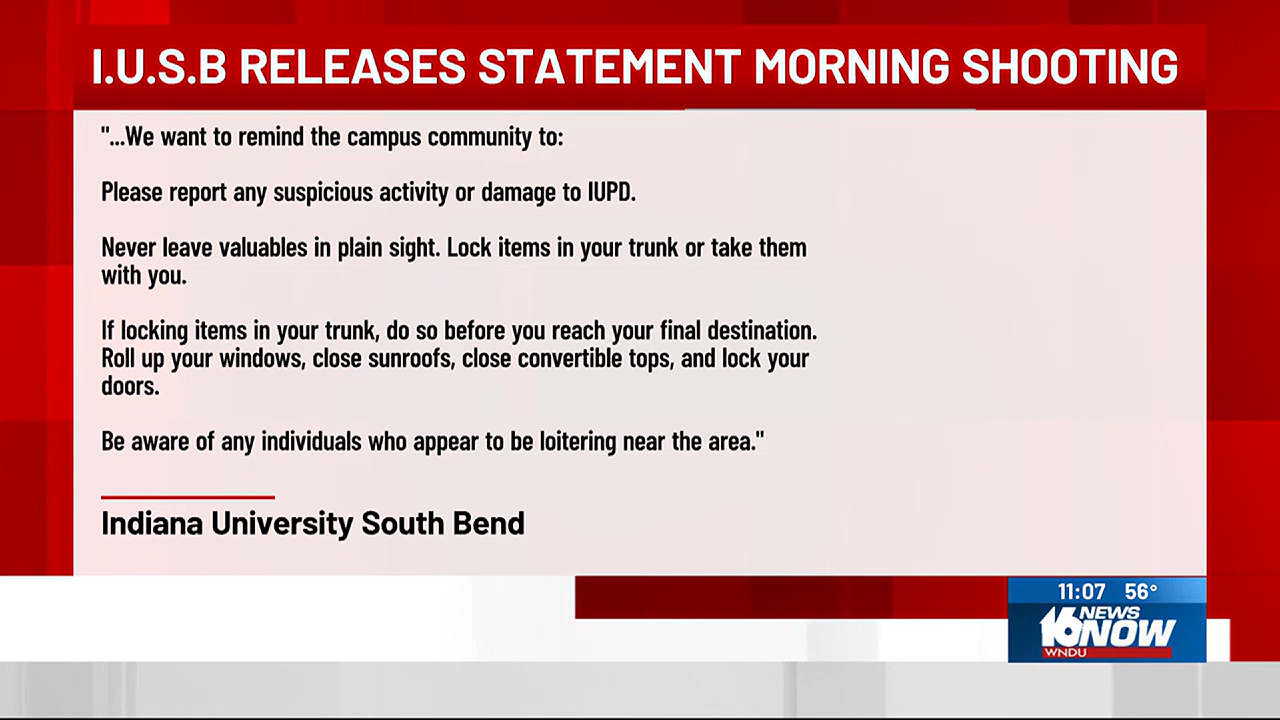 I.U.S.B RELEASES STATEMENT MORNING SHOOTING
"...We want to remind the campus community to:
Please report any suspicious activity or damage to IUPD.
Never leave valuables in plain sight. Lock items in your trunk or take them
with you.
If locking items in your trunk, do so before you reach your final destination.
Roll up your windows, close sunroofs, close convertible tops, and lock your
doors.
Be aware of any individuals who appear to be loitering near the area."
Indiana University South Bend
11:07 56°
16 NEWS NOW
WNDU